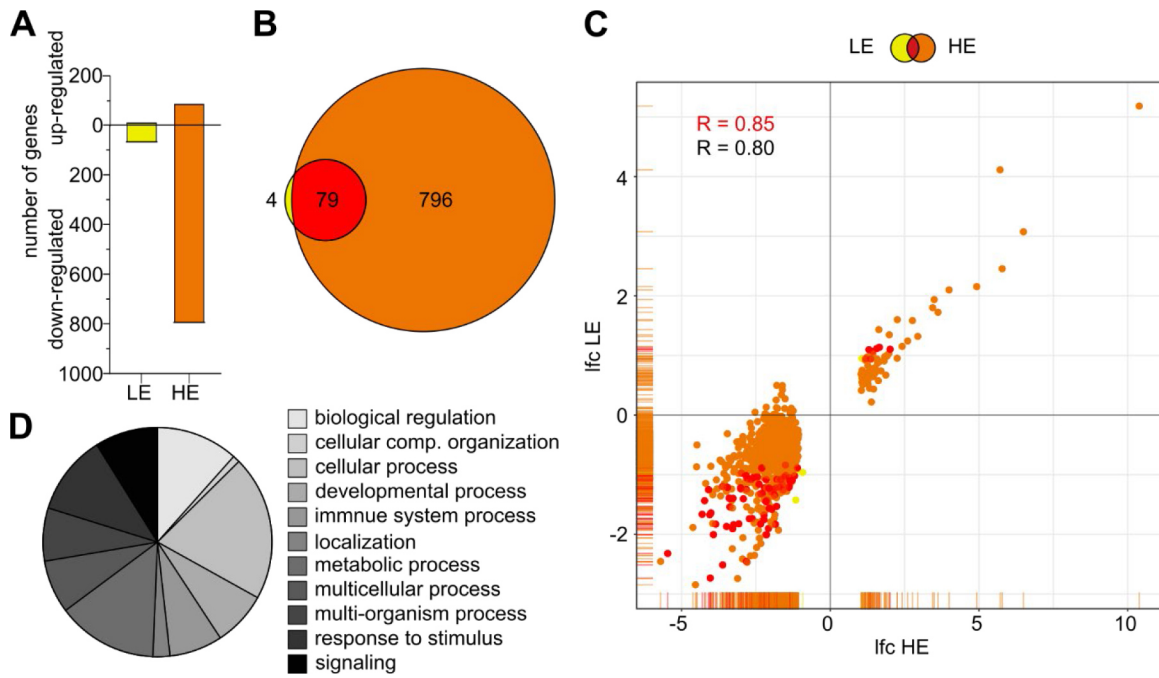 A
up-regulated
number of genes
down-regulated
200
0
200
400
600
800
1000
LE
HE
B
4
79
796
C
LE
HE
R = 0.85
R = 0.80
lfc LE
4
2
0
-2
-5
0
5
10
lfc HE
D
biological regulation
cellular comp. organization
cellular process
developmental process
immnue system process
localization
metabolic process
multicellular process
multi-organism process
response to stimulus
signaling